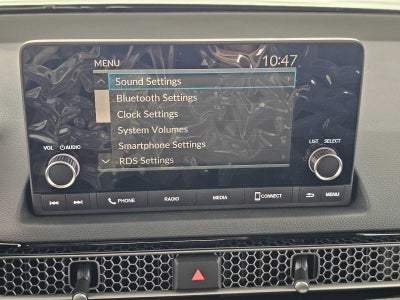 MENU
10:47
Sound Settings
Bluetooth Settings
Clock Settings
System Volumes
Smartphone Settings
RDS Settings
VOL AUDIO
LIST SELECT
PHONE RADIO MEDIA CONNECT MENU